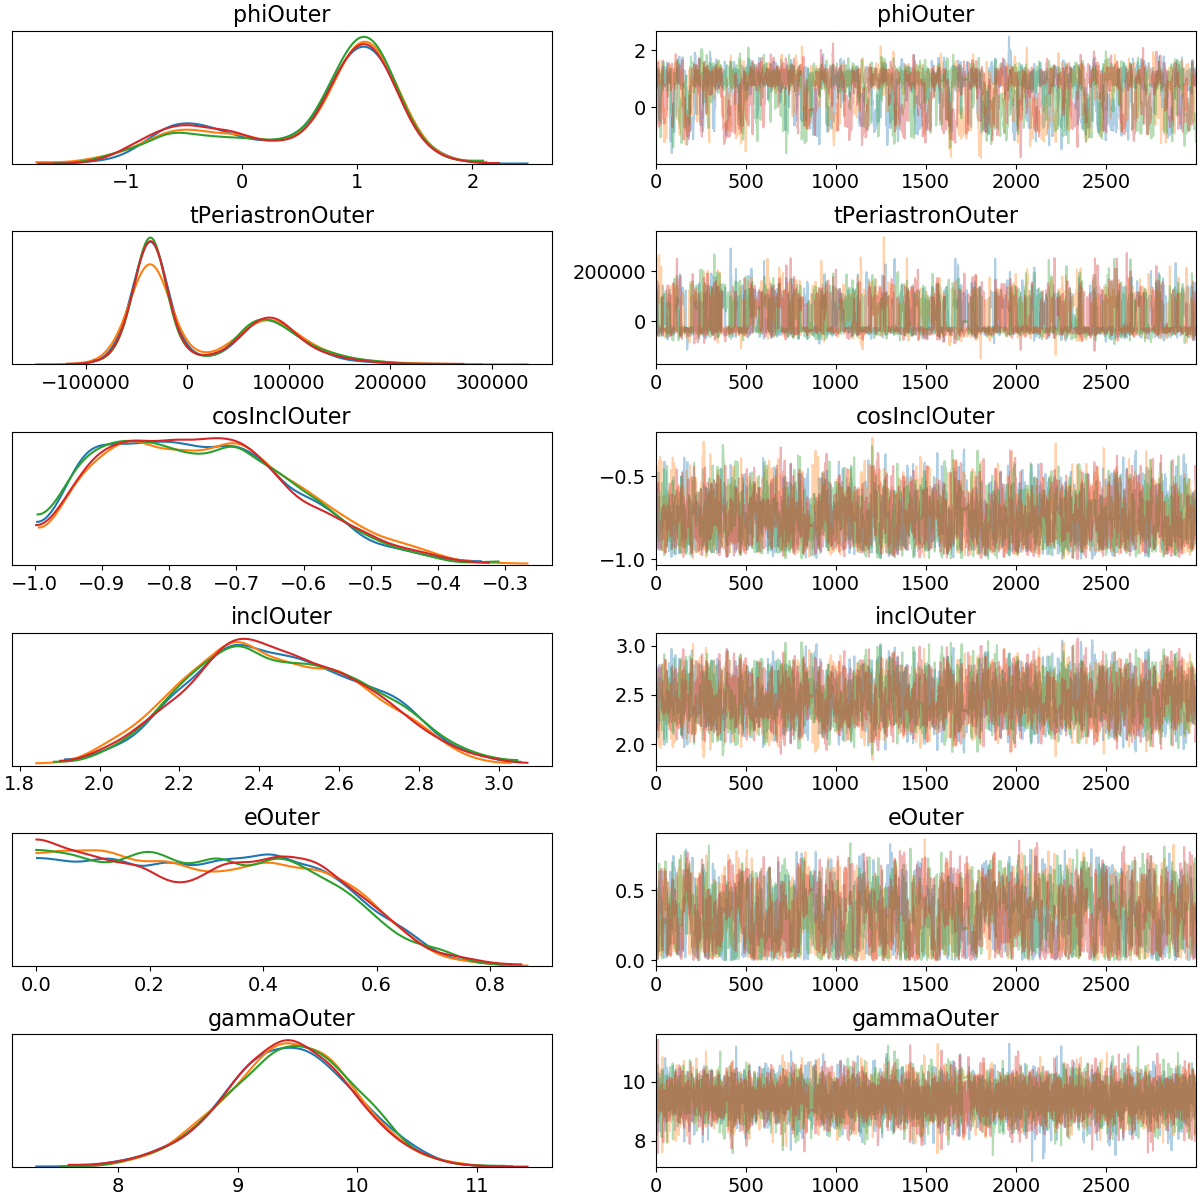 phiOuter phiOuter
2
0
−1 0 1 2 0 500 1000 1500 2000 2500
tPeriastronOuter tPeriastronOuter
200000
0
−100000 0 100000 200000 300000 0 500 1000 1500 2000 2500
cosInclOuter cosInclOuter
−0.5
−1.0
−1.0 −0.9 −0.8 −0.7 −0.6 −0.5 −0.4 −0.3 0 500 1000 1500 2000 2500
inclOuter inclOuter
3.0
2.5
2.0
1.8 2.0 2.2 2.4 2.6 2.8 3.0 0 500 1000 1500 2000 2500
eOuter eOuter
0.5
0.0
0.0 0.2 0.4 0.6 0.8 0 500 1000 1500 2000 2500
gammaOuter gammaOuter
10
8
8 9 10 11 0 500 1000 1500 2000 2500